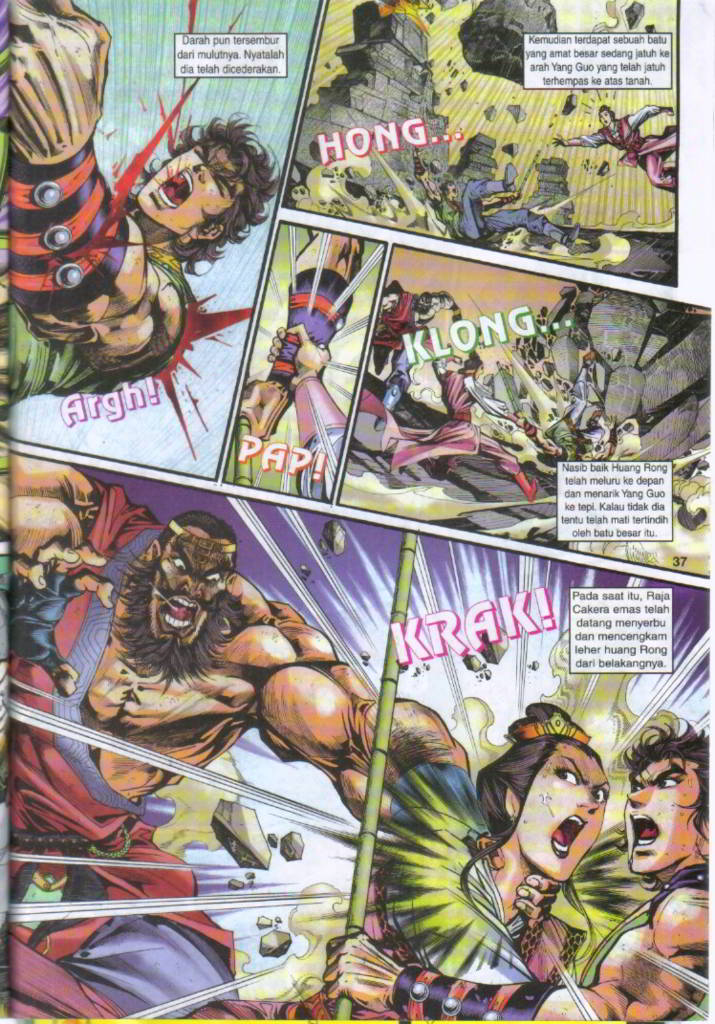 Darah pun tersembur
dari mulutnya. Nyatalah
dia telah dicederakan.
Argh!
Kemudian terdapat sebuah batu
yang amat besar sedang jatuh ke
arah Yang Guo yang telah jatuh
terhempas ke atas tanah.
HONG...
PAP!
KLONG...
Nasib baik Huang Rong
telah meluru ke depan
dan menarik Yang Guo
ke tepi. Kalau tidak dia
tentu telah mati tertindih
oleh batu besar itu.
37
KRAK!
Pada saat itu, Raja
Cakera emas telah
datang menyerbu
dan mencengkam
leher huang Rong
dari belakangnya.